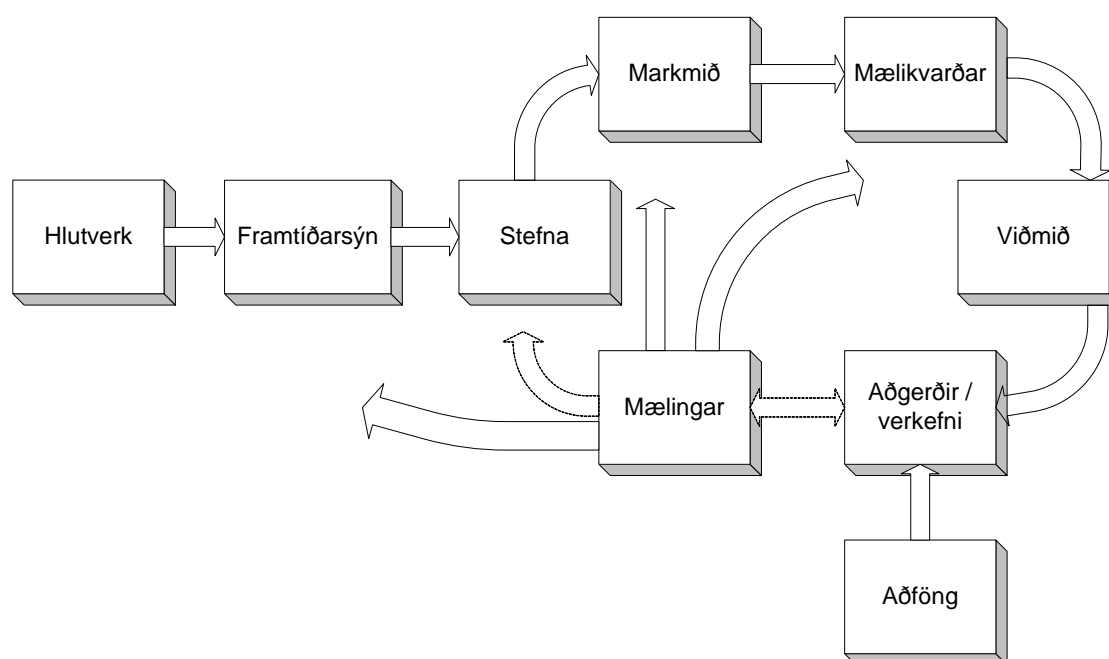 Markmið
Mælikvarðar
Hlutverk
Framtíðarsýn
Stefna
Viðmið
Mælingar
Aðgerðir /
verkefni
Aðföng